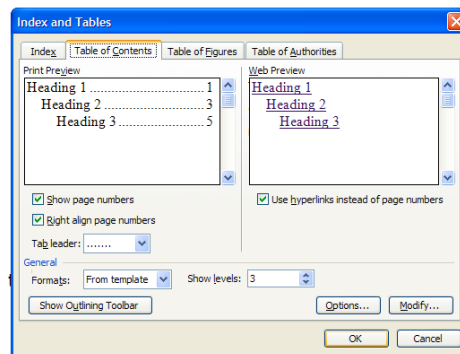 Index and Tables
Index Table of Contents Table of Figures Table of Authorities
Print Preview
Heading 1 ..................... 1
Heading 2 .................. 3
Heading 3 ............... 5
Web Preview
Heading 1
Heading 2
Heading 3
Show page numbers
Right align page numbers
Tab leader: .......
Use hyperlinks instead of page numbers
General
Formats: From template Show levels: 3
Show Outlining Toolbar Options... Modify...
OK Cancel